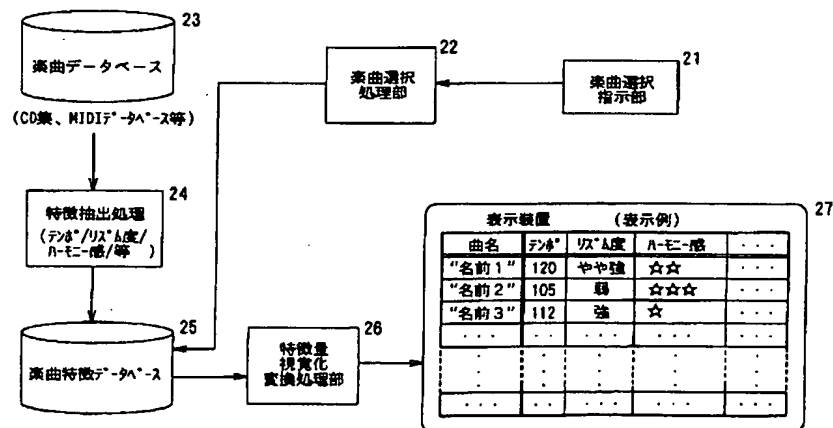 23
楽曲データベース
(CD集、MIDIデータベース等)
22
楽曲選択
処理部
21
楽曲選択
指示部
24
特徴抽出処理
(テンポ/リズム度/
ハーモニー感/等)
25
楽曲特徴データベース
26
特徴量
視覚化
変換処理部
27
表示装置 (表示例)
曲名 テンポ リズム度 ハーモニー感 ・・・
"名前1" 120 やや強 ☆☆ ・・・
"名前2" 105 弱 ☆☆☆ ・・・
"名前3" 112 強 ☆ ・・・
・・・ ・・・ ・・・ ・・・ ・・・
・・・ ・・・ ・・・ ・・・ ・・・